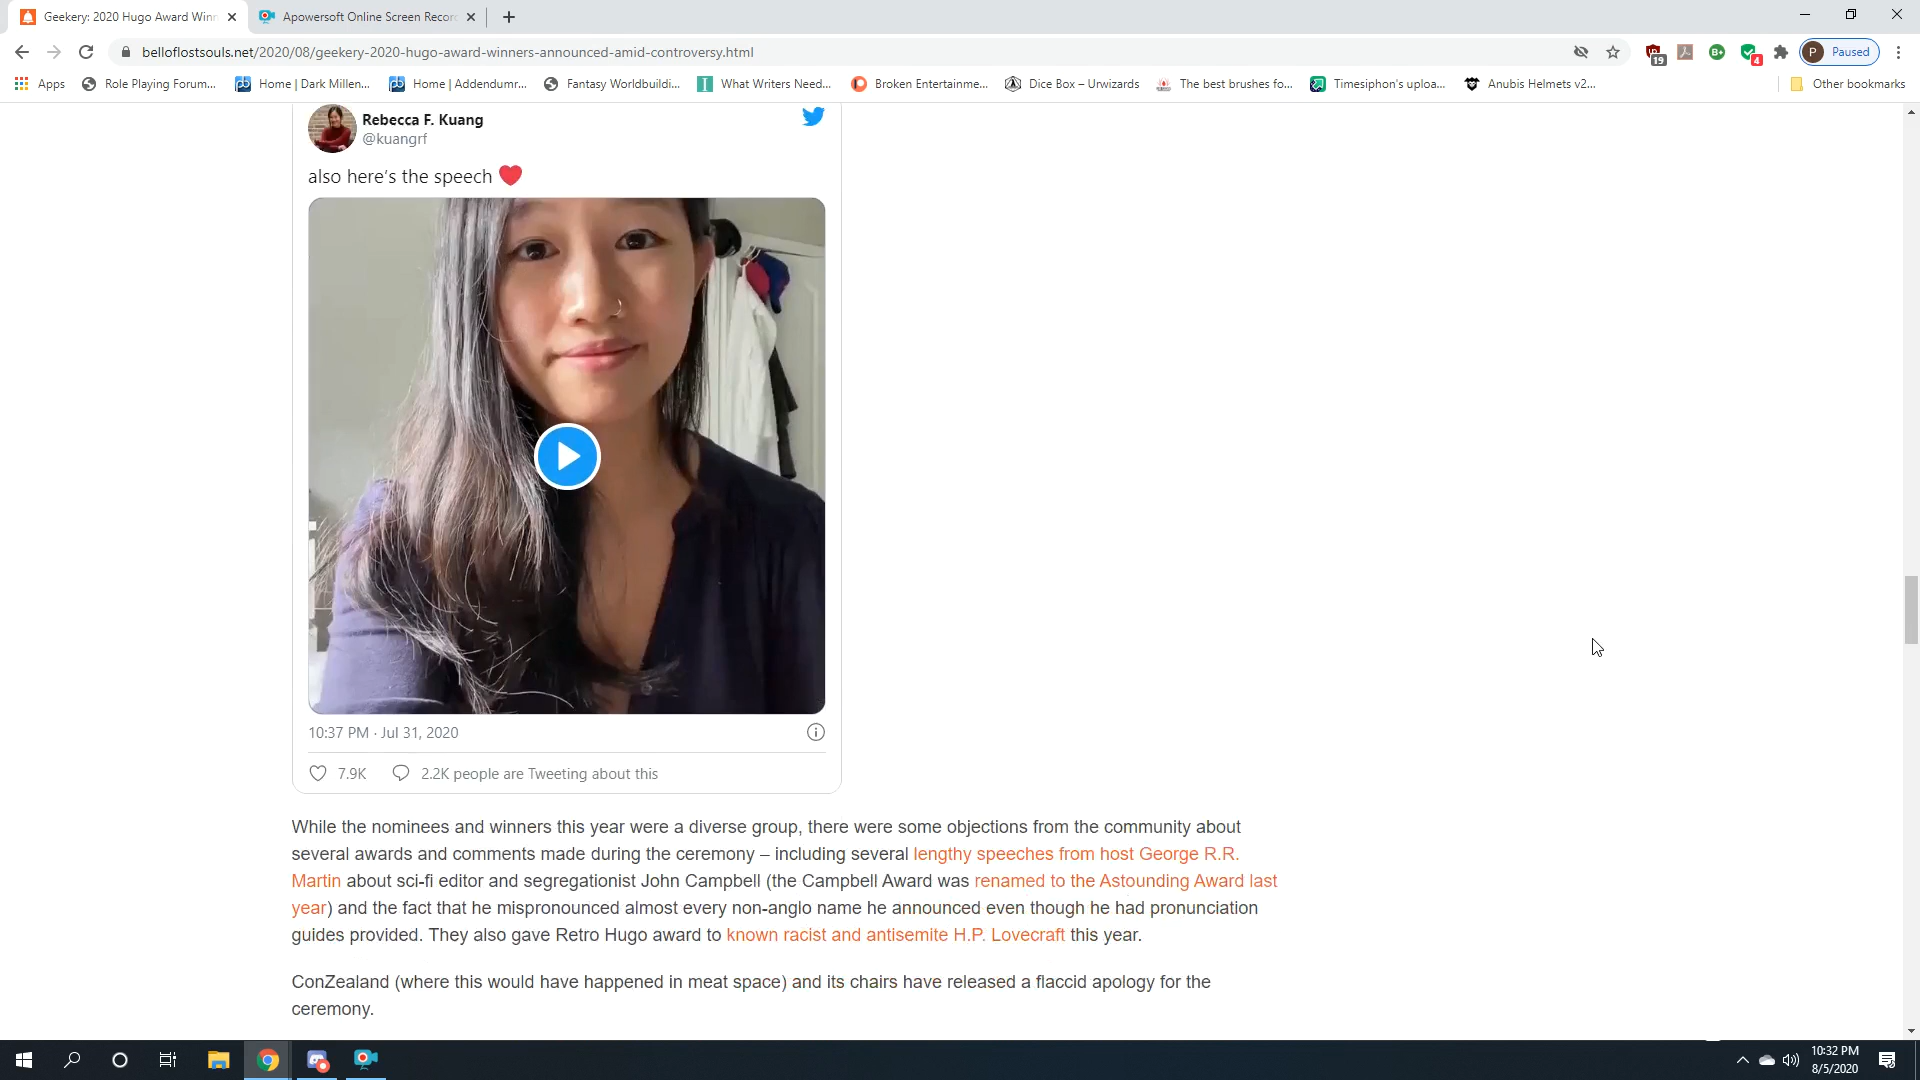 Geekery: 2020 Hugo Award Winn
Apowersoft Online Screen Recor
belloflostsouls.net/2020/08/geekery-2020-hugo-award-winners-announced-amid-controversy.html
19
B+
4
P
Paused
Apps
Role Playing Forum...
Home | Dark Millen...
Home | Addendumr...
Fantasy Worldbuildi...
What Writers Need...
Broken Entertainme...
Dice Box – Urwizards
The best brushes fo...
Timesiphon's uploa...
Anubis Helmets v2...
Other bookmarks
Rebecca F. Kuang
@kuangrf
also here's the speech ❤️
10:37 PM · Jul 31, 2020
7.9K
2.2K people are Tweeting about this
While the nominees and winners this year were a diverse group, there were some objections from the community about
several awards and comments made during the ceremony – including several lengthy speeches from host George R.R.
Martin about sci-fi editor and segregationist John Campbell (the Campbell Award was renamed to the Astounding Award last
year) and the fact that he mispronounced almost every non-anglo name he announced even though he had pronunciation
guides provided. They also gave Retro Hugo award to known racist and antisemite H.P. Lovecraft this year.
ConZealand (where this would have happened in meat space) and its chairs have released a flaccid apology for the
ceremony.
10:32 PM
8/5/2020